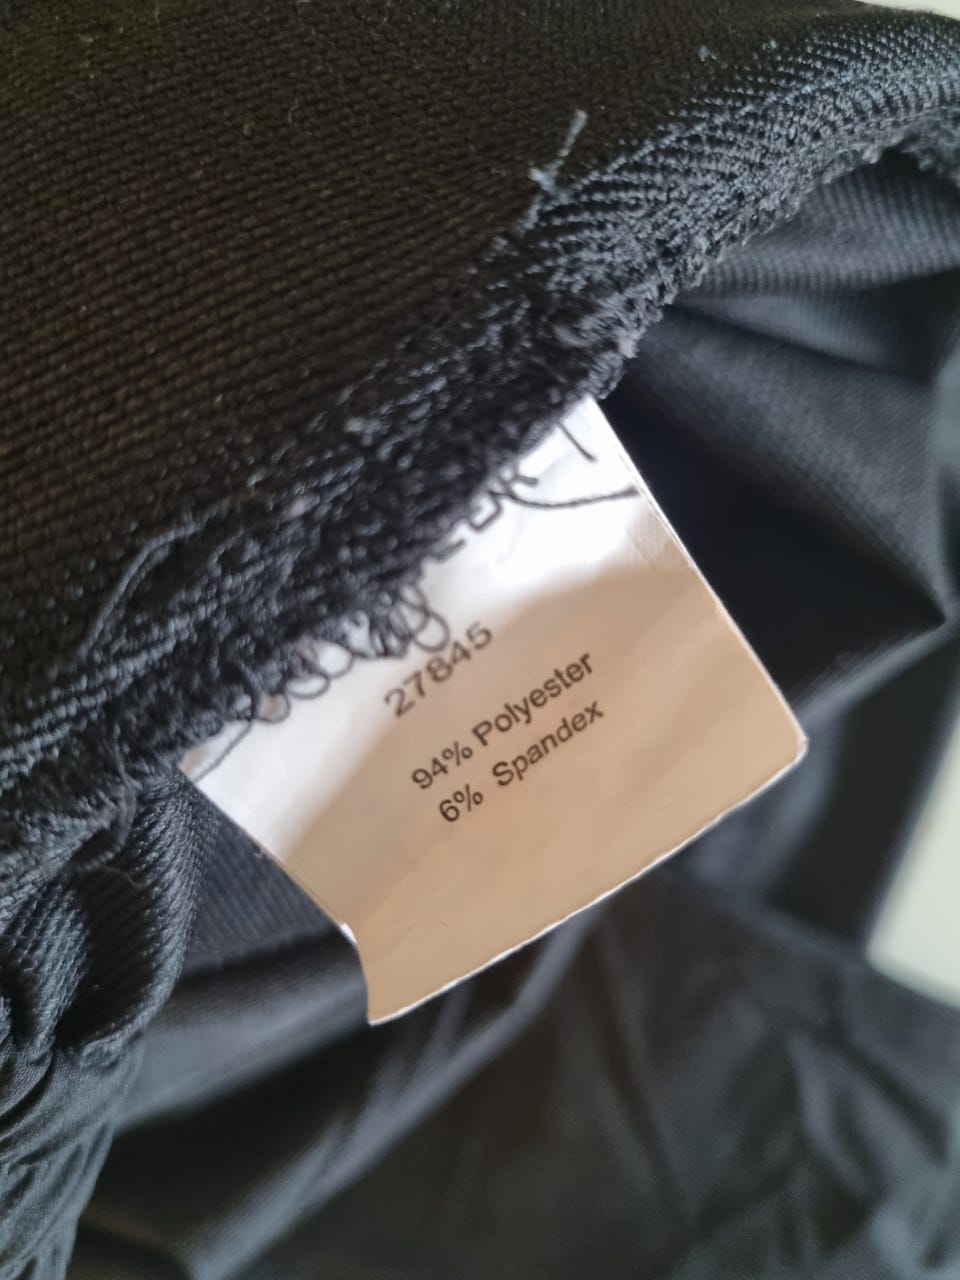 27845
94% Polyester
6% Spandex